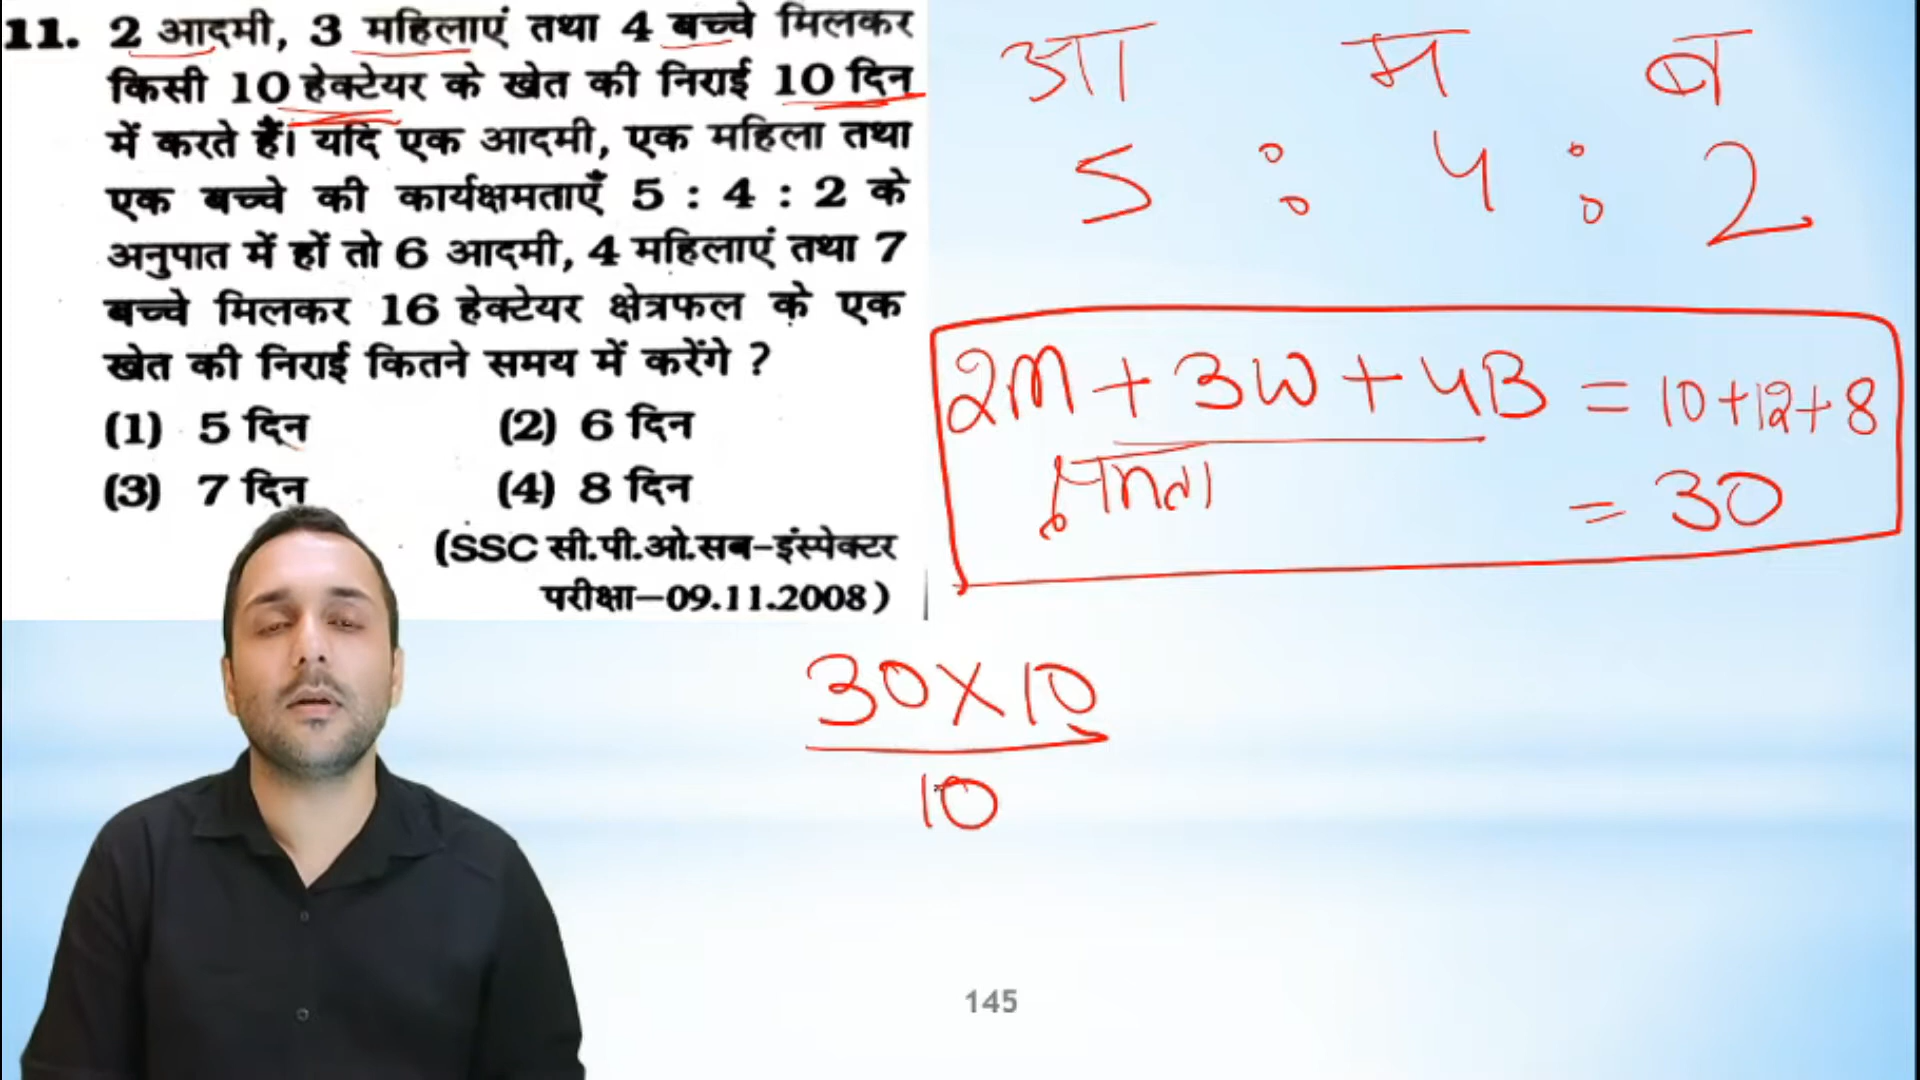 11. 2 आदमी, 3 महिलाएं तथा 4 बच्चे मिलकर
किसी 10 हेक्टेयर के खेत की निराई 10 दिन
में करते हैं। यदि एक आदमी, एक महिला तथा
एक बच्चे की कार्यक्षमताएँ 5 : 4 : 2 के
अनुपात में हों तो 6 आदमी, 4 महिलाएं तथा 7
बच्चे मिलकर 16 हेक्टेयर क्षेत्रफल के एक
खेत की निराई कितने समय में करेंगे ?
(1) 5 दिन (2) 6 दिन
(3) 7 दिन (4) 8 दिन
(SSC सी.पी.ओ.सब-इंस्पेक्टर
परीक्षा—09.11.2008)
आ म ब
5 : 4 : 2
2M + 3W + 4B = 10+12+8
क्षमता = 30
30×10
10
145